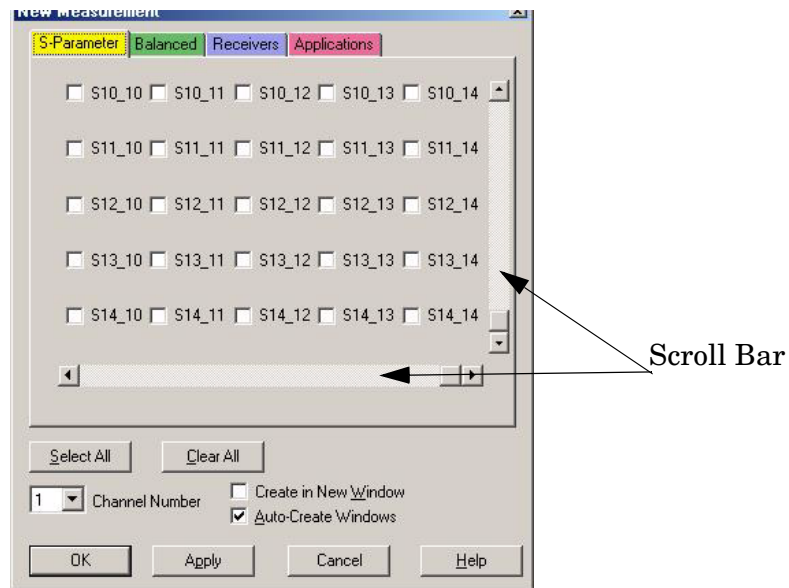 New Measurement
S-Parameter Balanced Receivers Applications
S10_10 S10_11 S10_12 S10_13 S10_14
S11_10 S11_11 S11_12 S11_13 S11_14
S12_10 S12_11 S12_12 S12_13 S12_14
S13_10 S13_11 S13_12 S13_13 S13_14
S14_10 S14_11 S14_12 S14_13 S14_14
Scroll Bar
Select All Clear All
1 Channel Number
Create in New Window
Auto-Create Windows
OK Apply Cancel Help